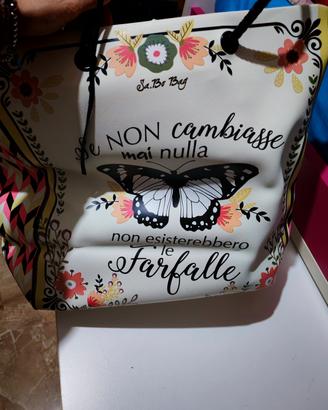 Sa.Bo Bag
Se NON cambiasse
mai nulla
non esisterebbero
le
Farfalle